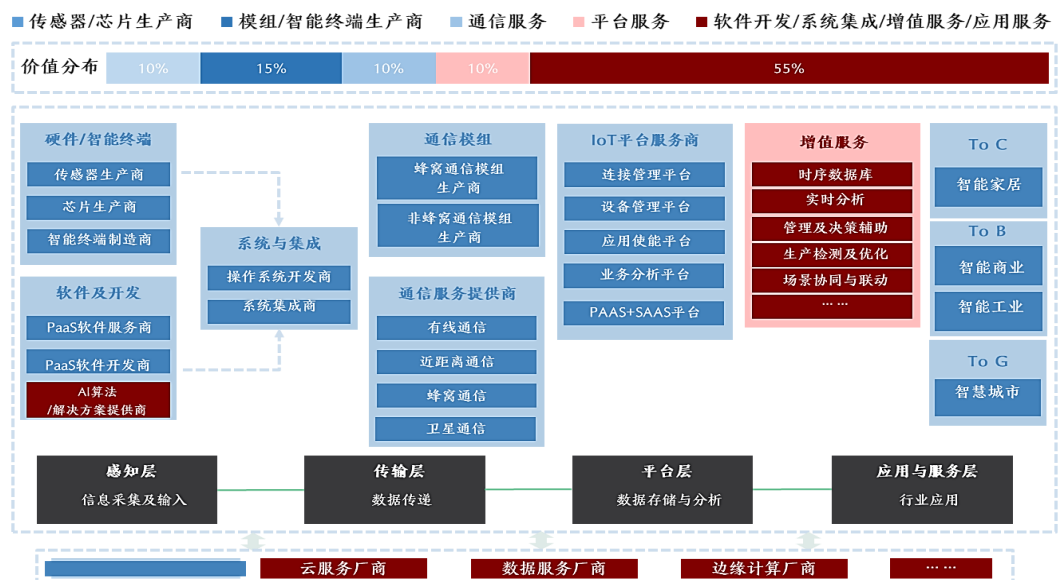 传感器/芯片生产商 模组/智能终端生产商 通信服务 平台服务 软件开发/系统集成/增值服务/应用服务
价值分布 10% 15% 10% 10% 55%
硬件/智能终端
传感器生产商
芯片生产商
智能终端制造商
软件及开发
PaaS软件服务商
PaaS软件开发商
AI算法
/解决方案提供商
系统与集成
操作系统开发商
系统集成商
通信模组
蜂窝通信模组
生产商
非蜂窝通信模组
生产商
通信服务提供商
有线通信
近距离通信
蜂窝通信
卫星通信
IoT平台服务商
连接管理平台
设备管理平台
应用使能平台
业务分析平台
PAAS+SAAS平台
增值服务
时序数据库
实时分析
管理及决策辅助
生产检测及优化
场景协同与联动
……
To C
智能家居
To B
智能商业
智能工业
To G
智慧城市
感知层
信息采集及输入
传输层
数据传递
平台层
数据存储与分析
应用与服务层
行业应用
云服务厂商 数据服务厂商 边缘计算厂商 ……